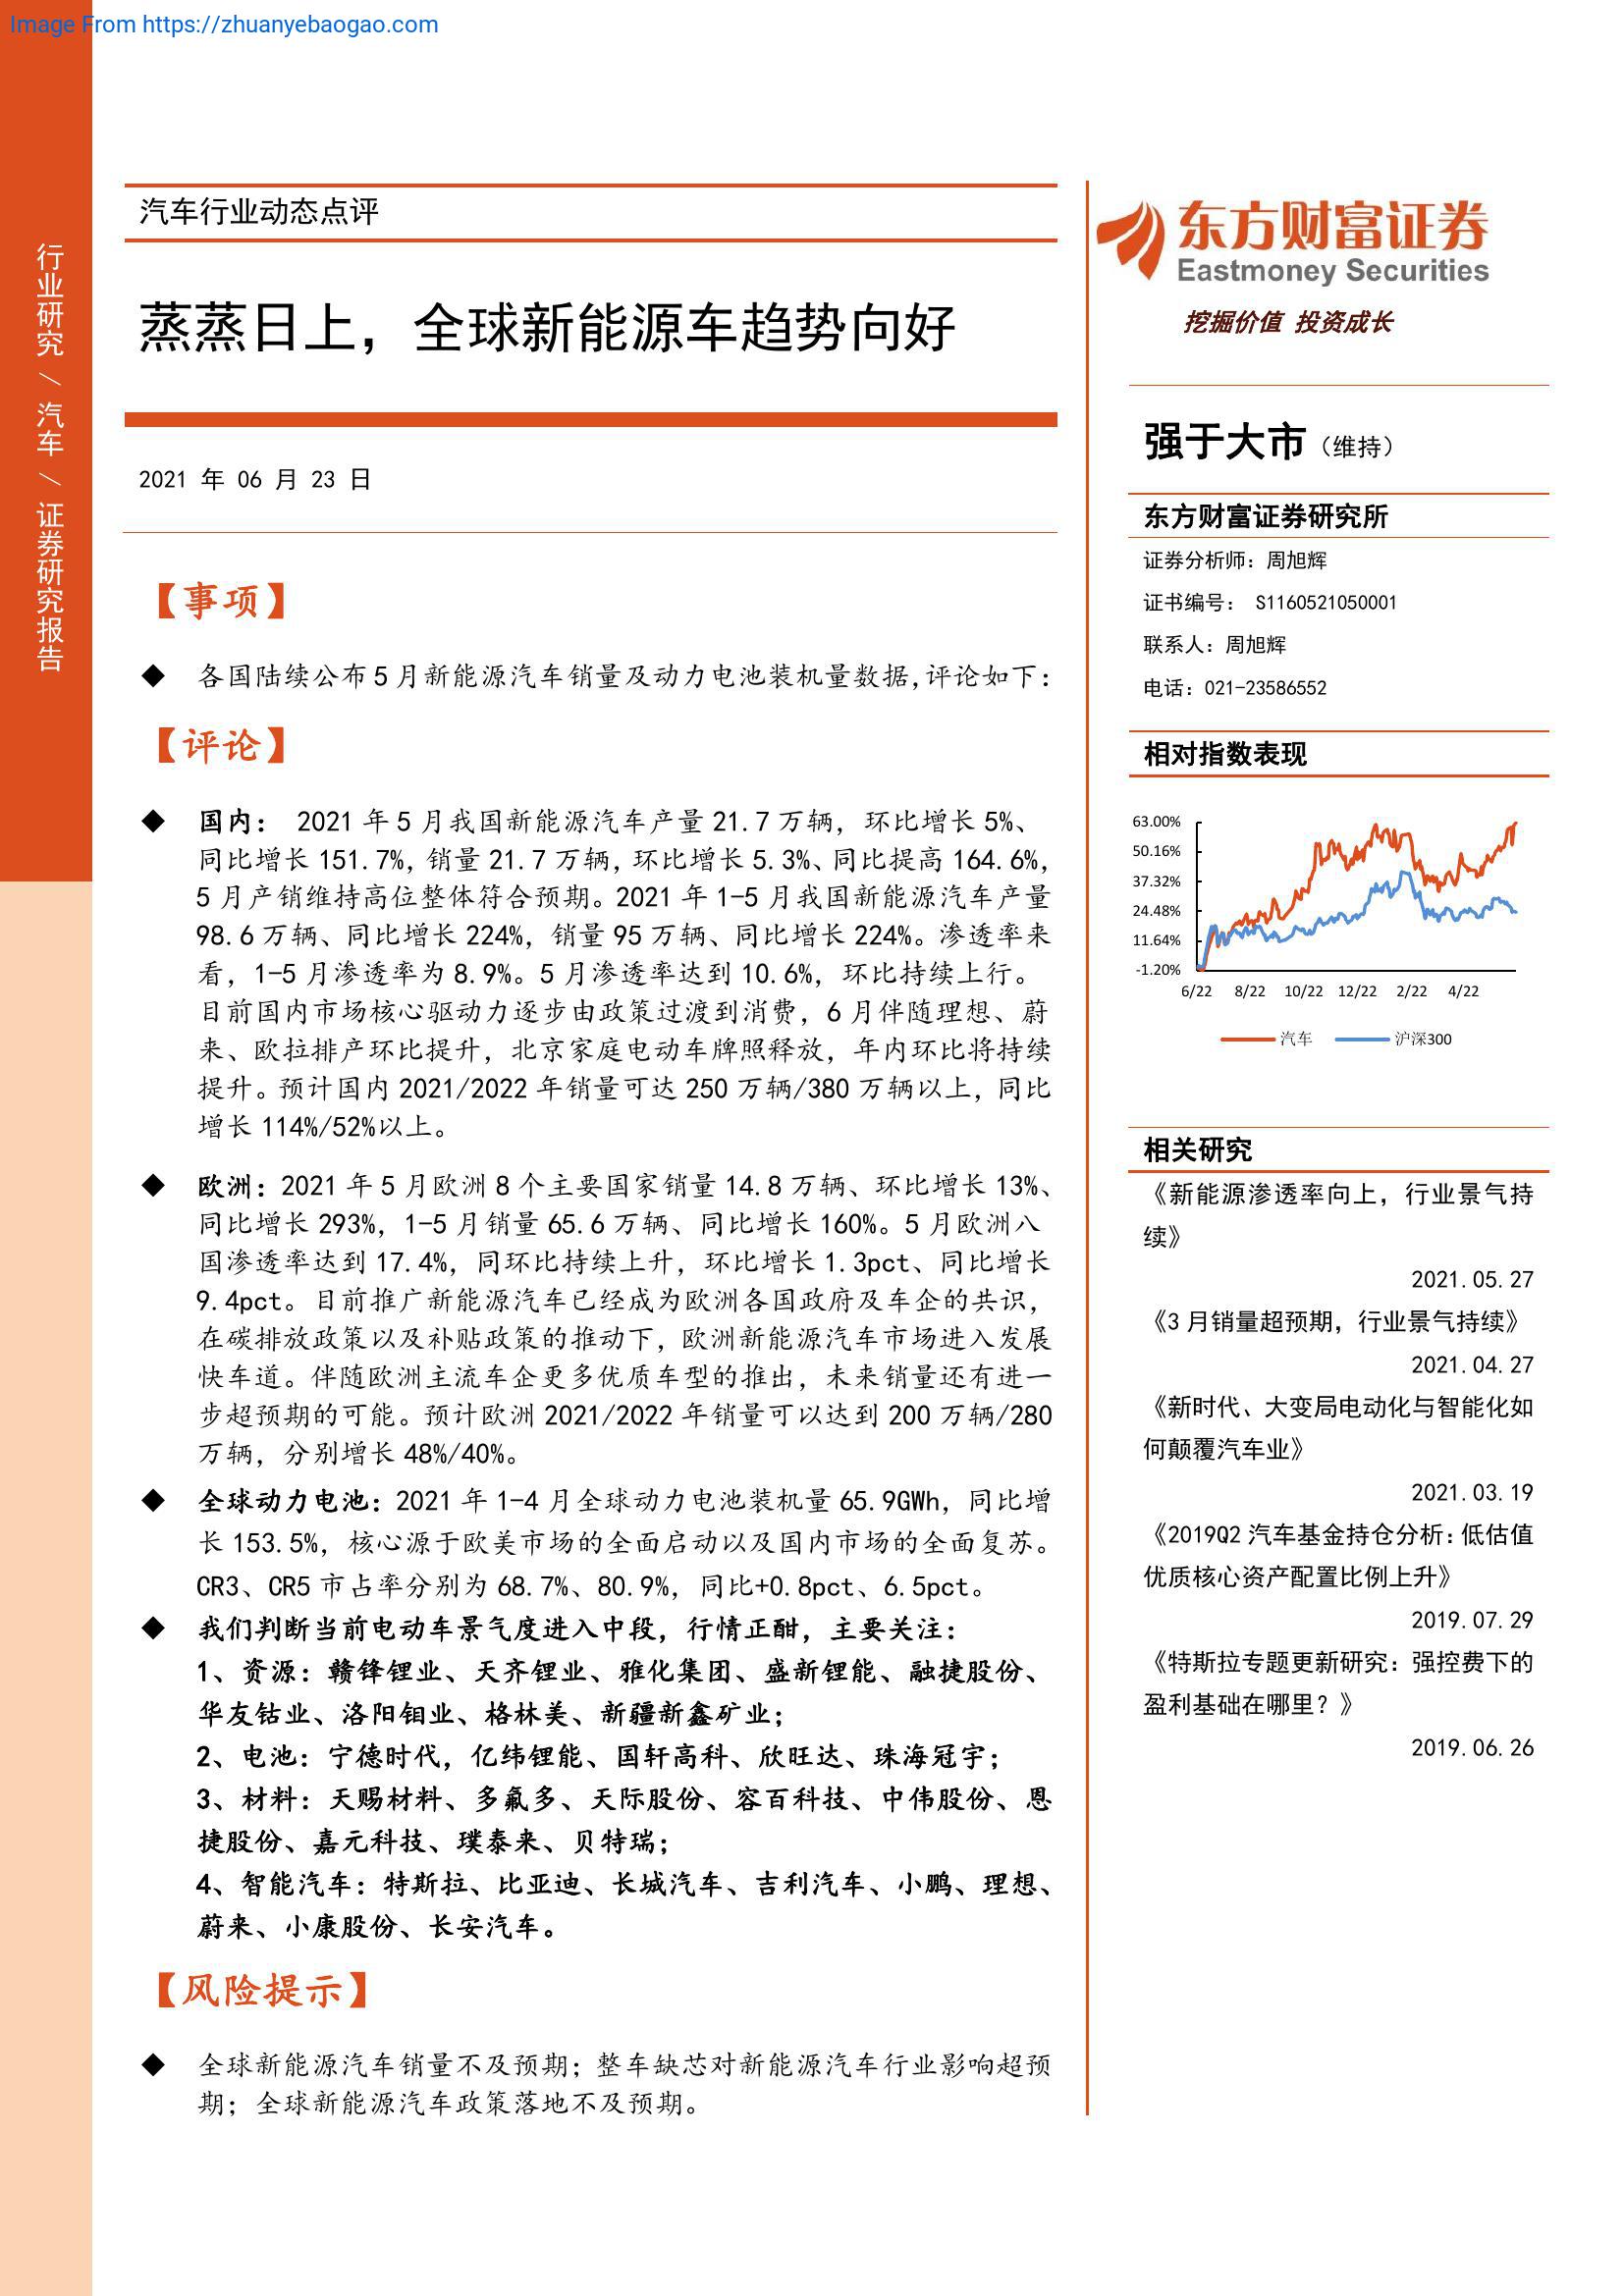 Image From https://zhuanyebaogao.com
行业研究 / 汽车 / 证券研究报告
汽车行业动态点评
蒸蒸日上，全球新能源车趋势向好
2021 年 06 月 23 日
【事项】
◆ 各国陆续公布5月新能源汽车销量及动力电池装机量数据,评论如下：
【评论】
◆ 国内： 2021 年 5 月我国新能源汽车产量 21.7 万辆，环比增长 5%、
同比增长 151.7%，销量 21.7 万辆，环比增长 5.3%、同比提高 164.6%，
5 月产销维持高位整体符合预期。2021 年 1-5 月我国新能源汽车产量
98.6 万辆、同比增长 224%，销量 95 万辆、同比增长 224%。渗透率来
看，1-5 月渗透率为 8.9%。5 月渗透率达到 10.6%，环比持续上行。
目前国内市场核心驱动力逐步由政策过渡到消费，6 月伴随理想、蔚
来、欧拉排产环比提升，北京家庭电动车牌照释放，年内环比将持续
提升。预计国内 2021/2022 年销量可达 250 万辆/380 万辆以上，同比
增长 114%/52%以上。
◆ 欧洲：2021 年 5 月欧洲 8 个主要国家销量 14.8 万辆、环比增长 13%、
同比增长 293%，1-5 月销量 65.6 万辆、同比增长 160%。5 月欧洲八
国渗透率达到 17.4%，同环比持续上升，环比增长 1.3pct、同比增长
9.4pct。目前推广新能源汽车已经成为欧洲各国政府及车企的共识，
在碳排放政策以及补贴政策的推动下，欧洲新能源汽车市场进入发展
快车道。伴随欧洲主流车企更多优质车型的推出，未来销量还有进一
步超预期的可能。预计欧洲 2021/2022 年销量可以达到 200 万辆/280
万辆，分别增长 48%/40%。
◆ 全球动力电池：2021 年 1-4 月全球动力电池装机量 65.9GWh，同比增
长 153.5%，核心源于欧美市场的全面启动以及国内市场的全面复苏。
CR3、CR5 市占率分别为 68.7%、80.9%，同比+0.8pct、6.5pct。
◆ 我们判断当前电动车景气度进入中段，行情正酣，主要关注：
1、资源：赣锋锂业、天齐锂业、雅化集团、盛新锂能、融捷股份、
华友钴业、洛阳钼业、格林美、新疆新鑫矿业；
2、电池：宁德时代，亿纬锂能、国轩高科、欣旺达、珠海冠宇；
3、材料：天赐材料、多氟多、天际股份、容百科技、中伟股份、恩
捷股份、嘉元科技、璞泰来、贝特瑞；
4、智能汽车：特斯拉、比亚迪、长城汽车、吉利汽车、小鹏、理想、
蔚来、小康股份、长安汽车。
【风险提示】
◆ 全球新能源汽车销量不及预期；整车缺芯对新能源汽车行业影响超预
期；全球新能源汽车政策落地不及预期。
东方财富证券
Eastmoney Securities
挖掘价值 投资成长
强于大市（维持）
东方财富证券研究所
证券分析师：周旭辉
证书编号： S1160521050001
联系人：周旭辉
电话：021-23586552
相对指数表现
63.00%
50.16%
37.32%
24.48%
11.64%
-1.20%
6/22 8/22 10/22 12/22 2/22 4/22
汽车 沪深300
相关研究
《新能源渗透率向上，行业景气持
续》
2021.05.27
《3 月销量超预期，行业景气持续》
2021.04.27
《新时代、大变局电动化与智能化如
何颠覆汽车业》
2021.03.19
《2019Q2 汽车基金持仓分析：低估值
优质核心资产配置比例上升》
2019.07.29
《特斯拉专题更新研究：强控费下的
盈利基础在哪里？》
2019.06.26